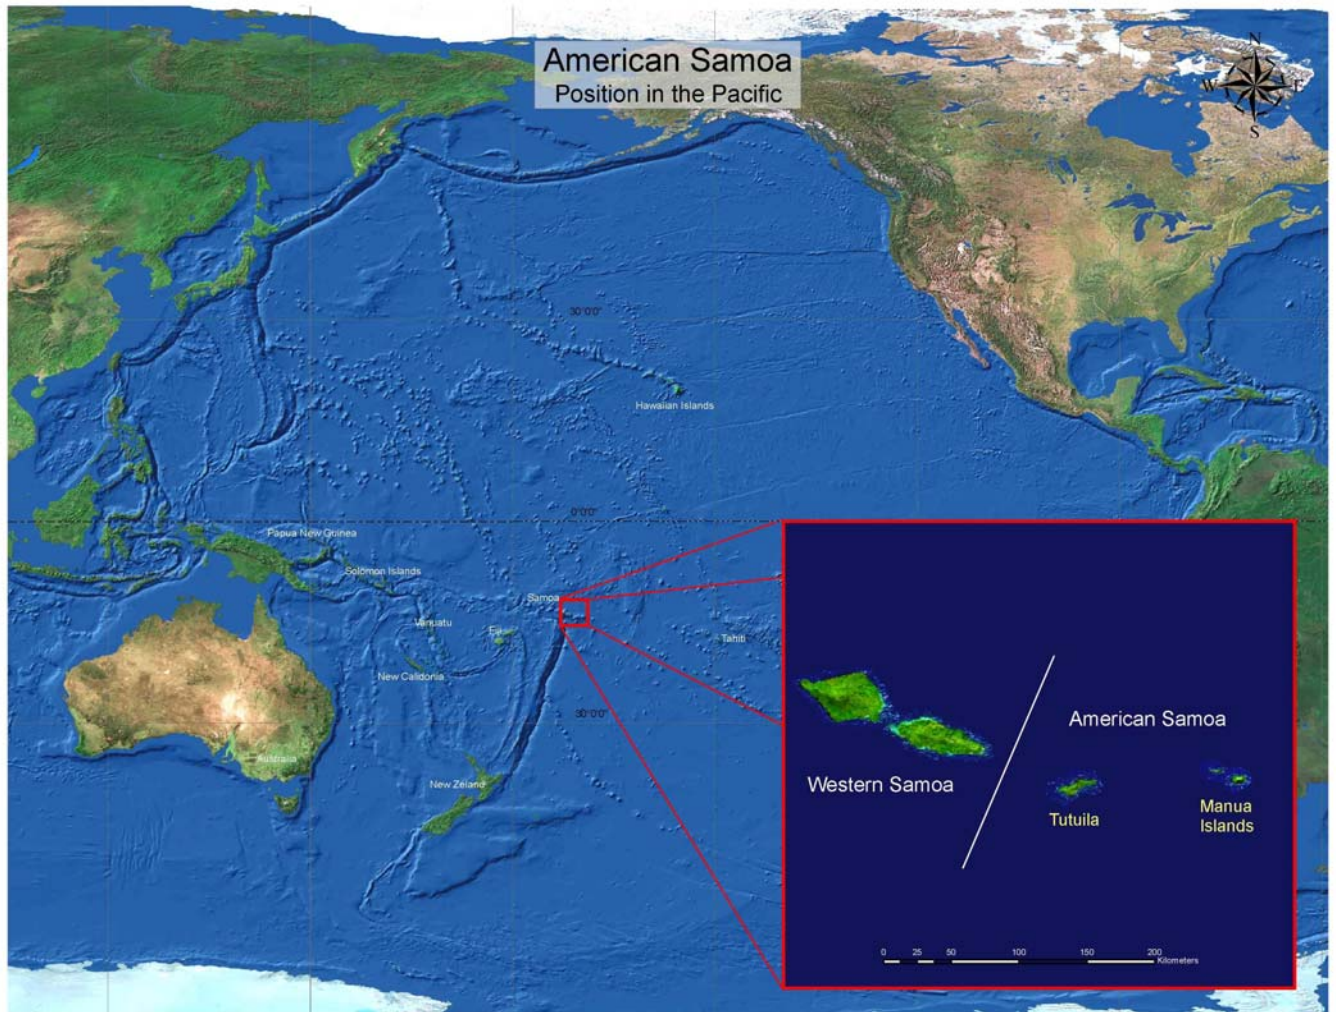 American Samoa
Position in the Pacific
N
W E
S
30°0'0"
Hawaiian Islands
0°0'0"
Papua New Guinea
Solomon Islands
Samoa
Vanuatu
Fiji
Tahiti
New Calidonia
30°0'0"
Australia
New Zeland
American Samoa
Western Samoa
Tutuila
Manua
Islands
0 25 50 100 150 200
Kilometers